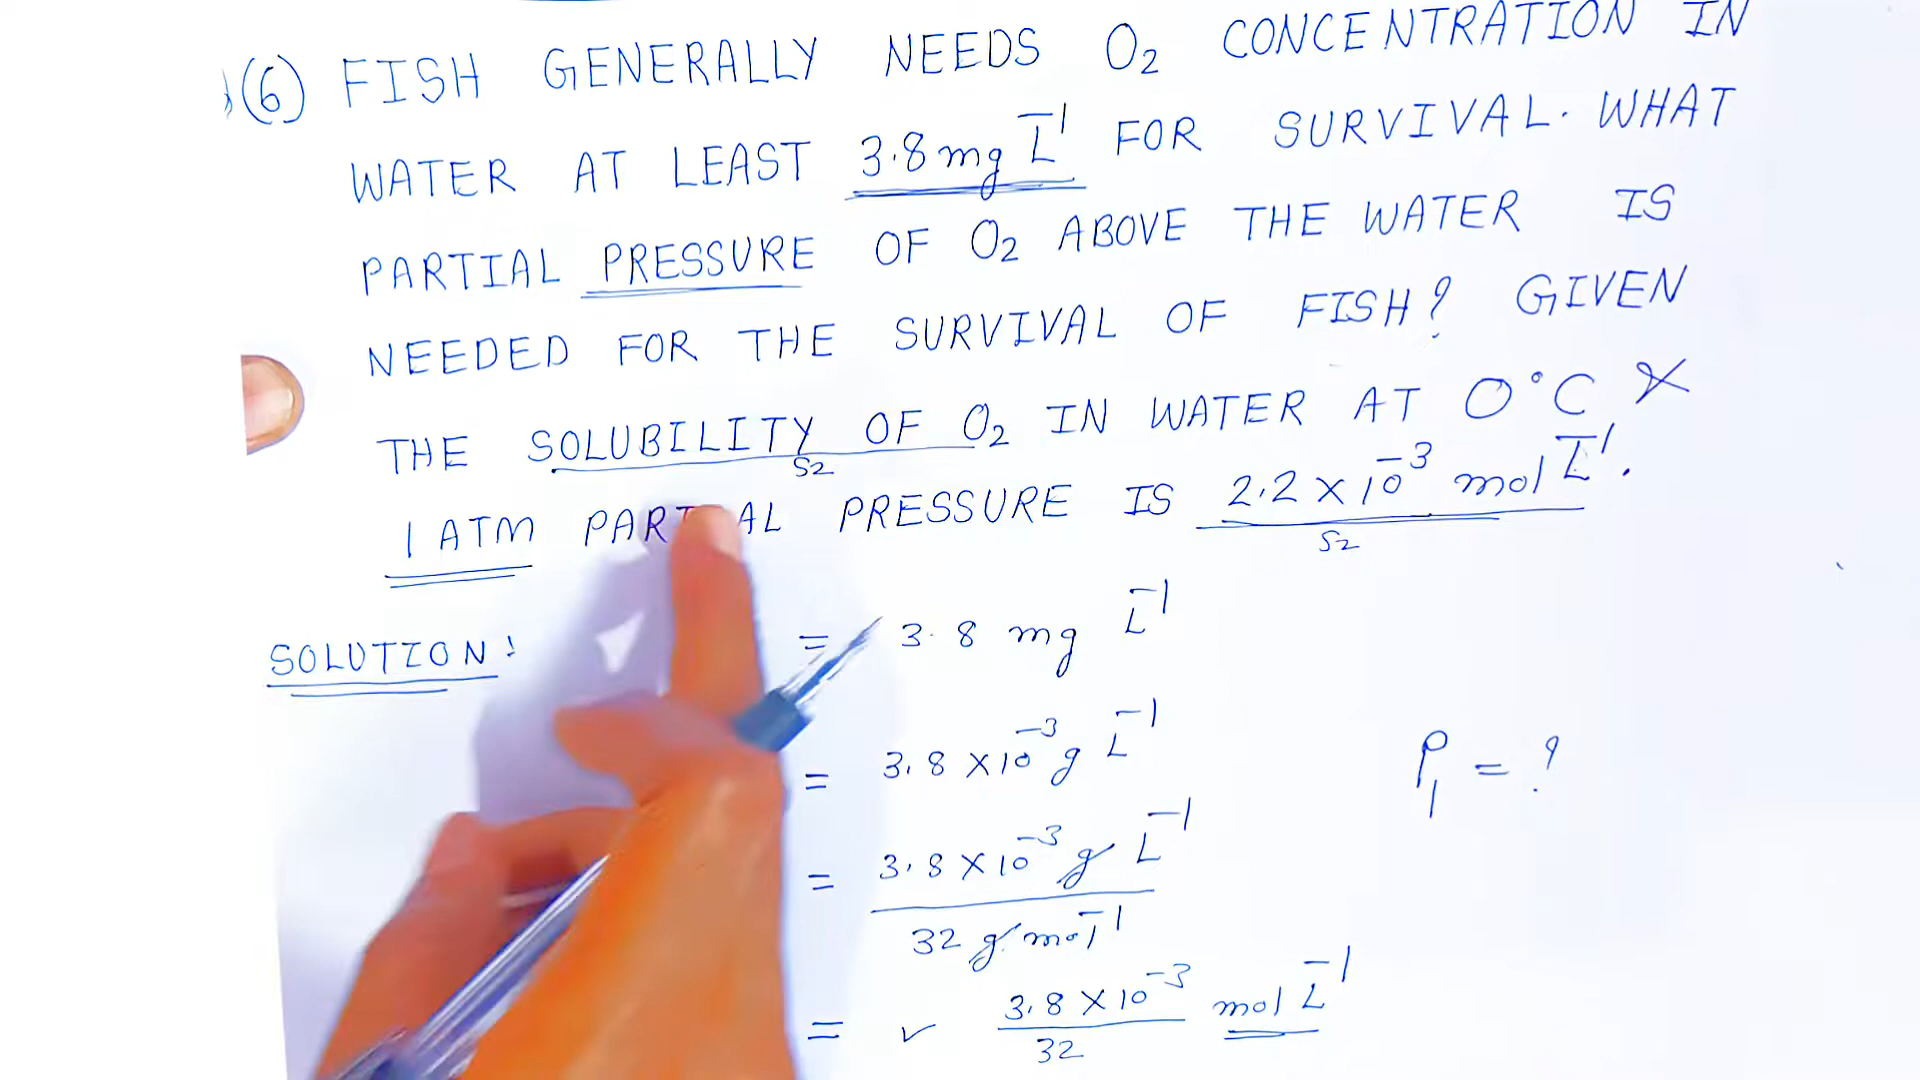 (6) FISH GENERALLY NEEDS O₂ CONCENTRATION IN
WATER AT LEAST 3.8 mg L⁻¹ FOR SURVIVAL. WHAT
PARTIAL PRESSURE OF O₂ ABOVE THE WATER IS
NEEDED FOR THE SURVIVAL OF FISH? GIVEN
THE SOLUBILITY OF O₂ IN WATER AT 0°C &
S2
1 ATM PRESSURE IS 2.2 × 10⁻³ mol L⁻¹.
S2
SOLUTION:
= 3.8 mg L⁻¹
= 3.8 × 10⁻³ g L⁻¹
P₁ = ?
= 3.8 × 10⁻³ g L⁻¹
32 g mol⁻¹
= ✓ 3.8 × 10⁻³ mol L⁻¹
32